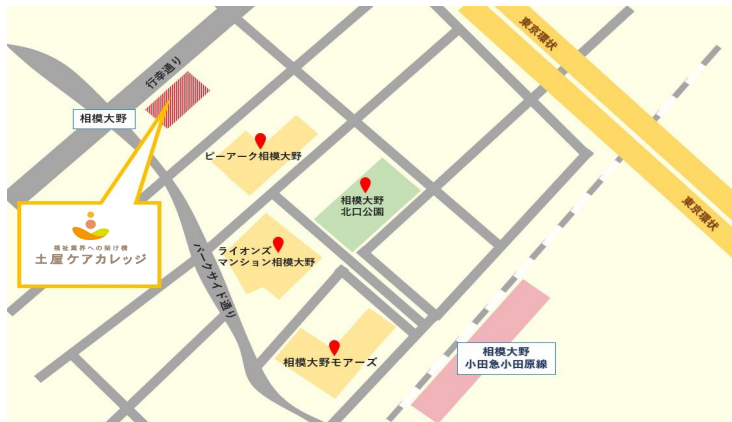 東京環状
行幸通り
相模大野
ピーアーク相模大野
相模大野
北口公園
東京環状
福祉業界への架け橋
土屋ケアカレッジ
ライオンズ
マンション相模大野
パークサイド通り
相模大野モアーズ
相模大野
小田急小田原線